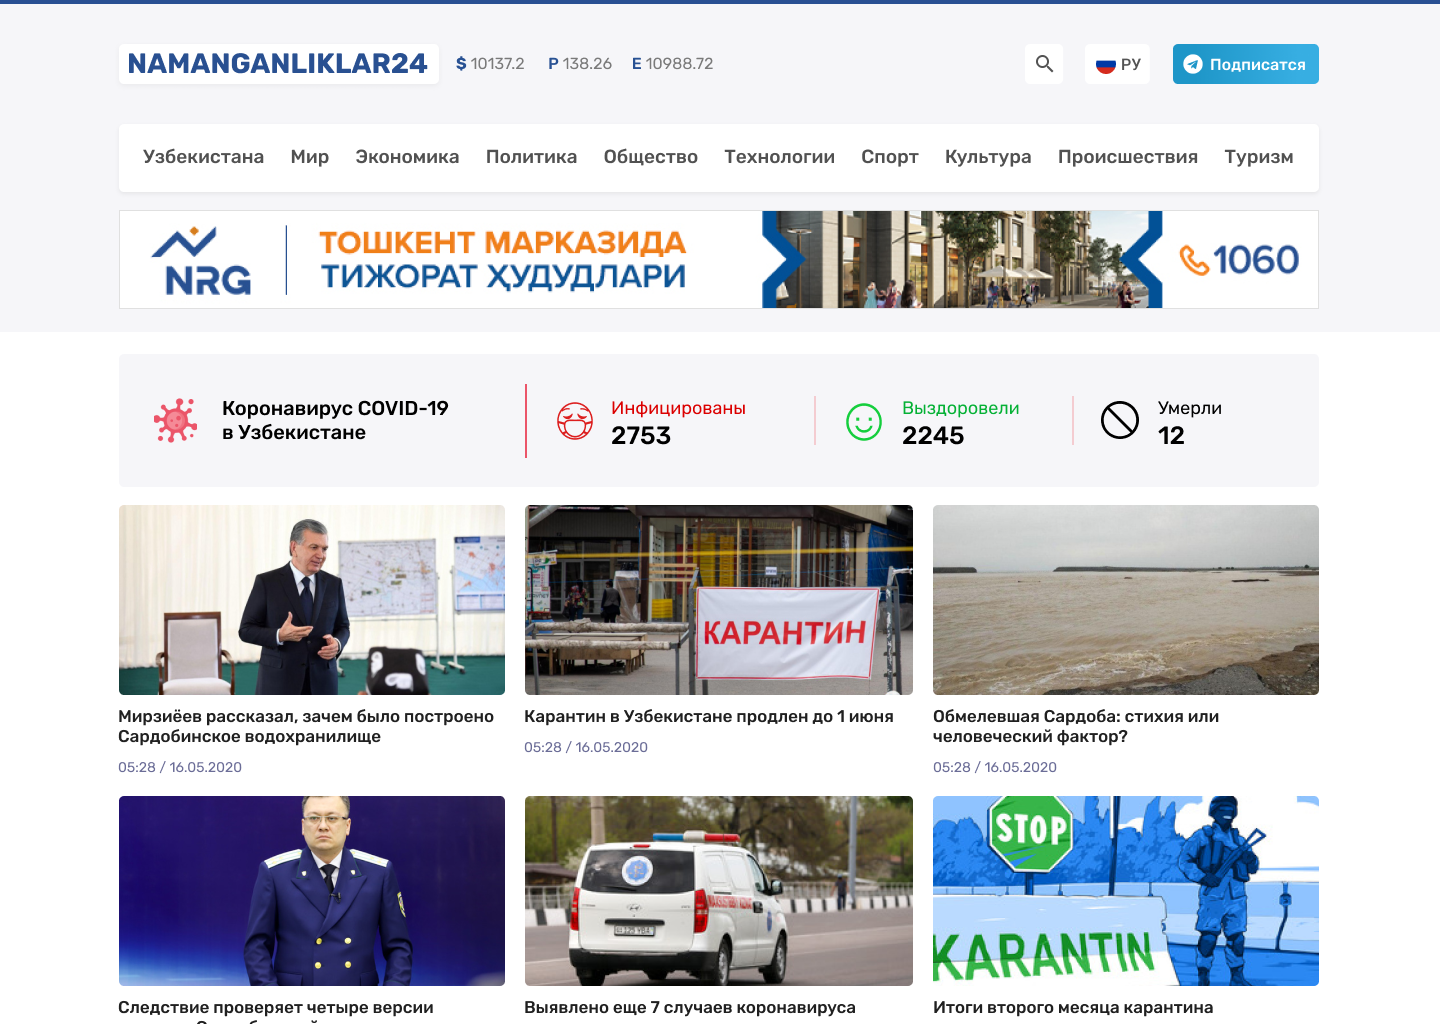 NAMANGANLIKLAR24
$ 10137.2 P 138.26 E 10988.72
РУ
Подписатся
Узбекистана Мир Экономика Политика Общество Технологии Спорт Культура Происшествия Туризм
NRG
ТОШКЕНТ МАРКАЗИДА
ТИЖОРАТ ҲУДУДЛАРИ
1060
Коронавирус COVID-19
в Узбекистане
Инфицированы
2753
Выздоровели
2245
Умерли
12
КАРАНТИН
Мирзиёев рассказал, зачем было построено
Сардобинское водохранилище
05:28 / 16.05.2020
Карантин в Узбекистане продлен до 1 июня
05:28 / 16.05.2020
Обмелевшая Сардоба: стихия или
человеческий фактор?
05:28 / 16.05.2020
STOP
KARANTIN
Следствие проверяет четыре версии
Выявлено еще 7 случаев коронавируса
Итоги второго месяца карантина